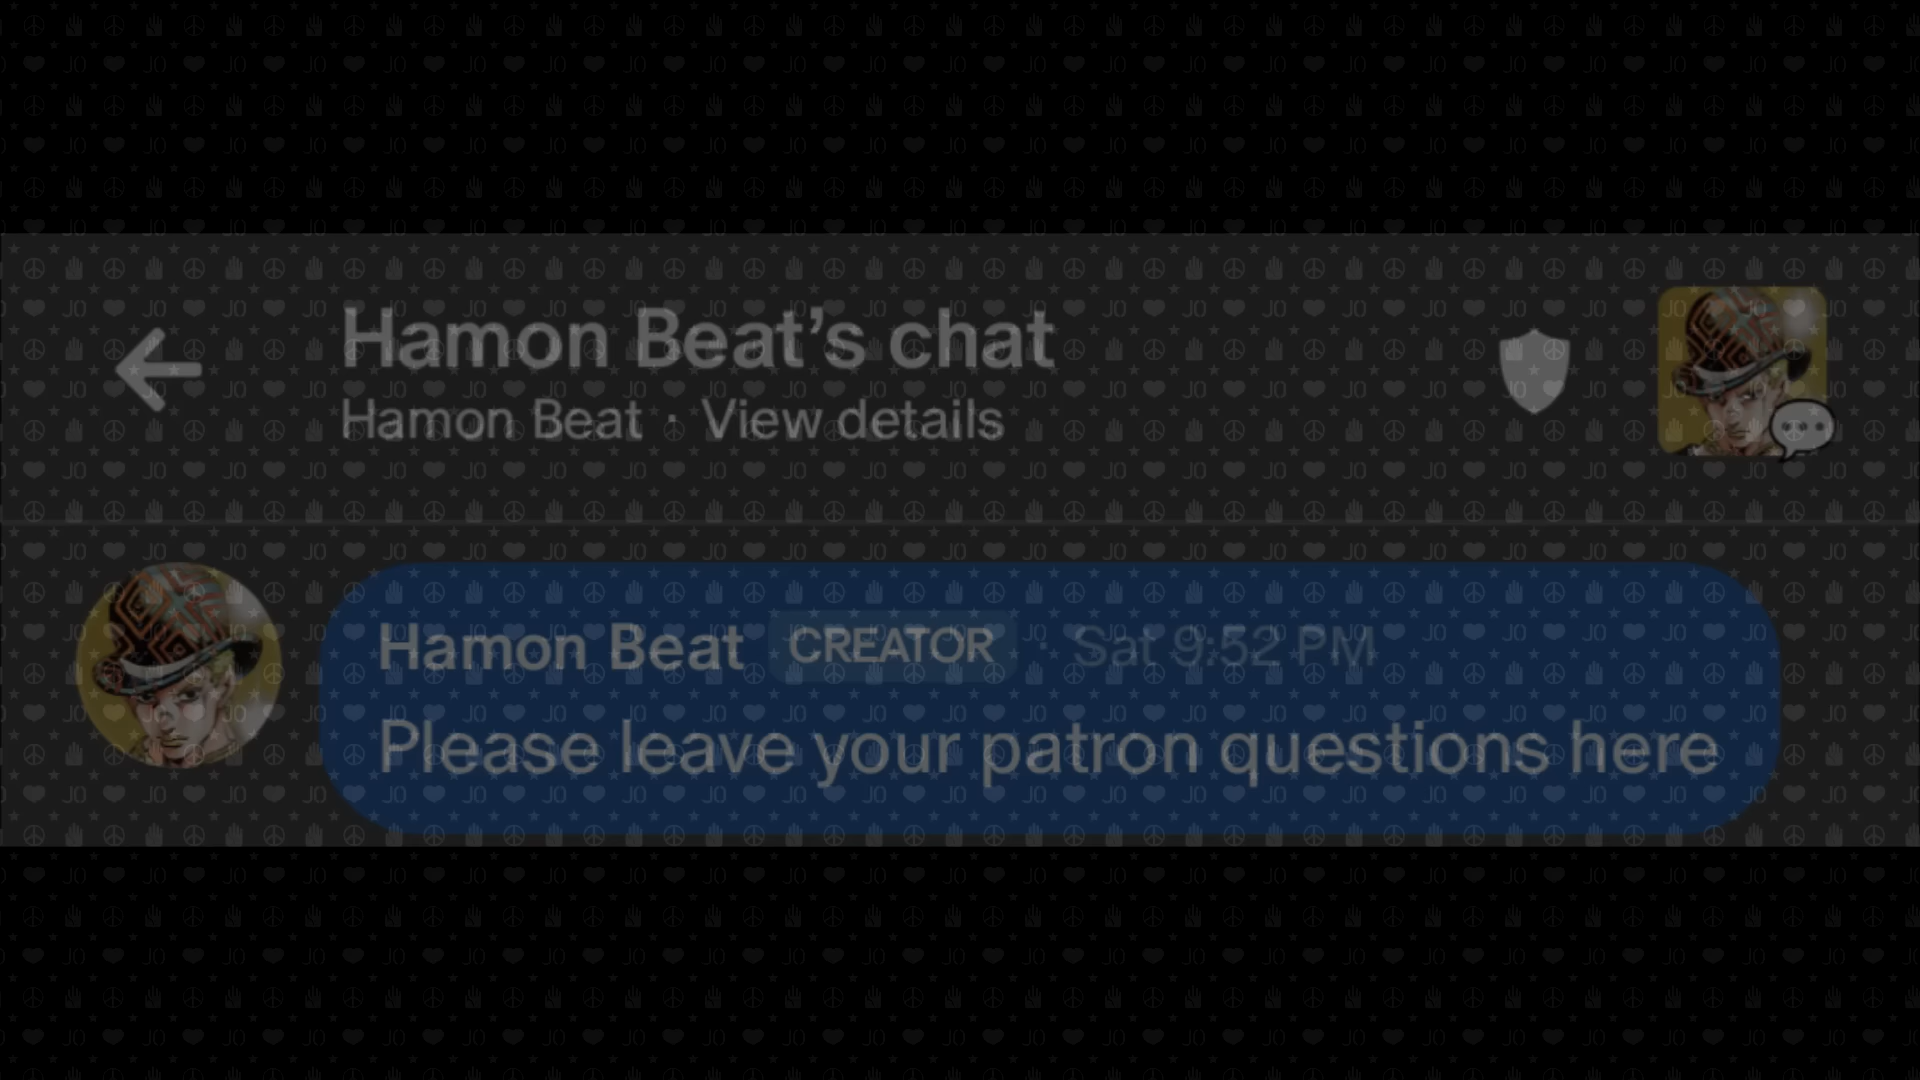 Hamon Beat’s chat
Hamon Beat · View details
Hamon Beat CREATOR · Sat 9:52 PM
Please leave your patron questions here